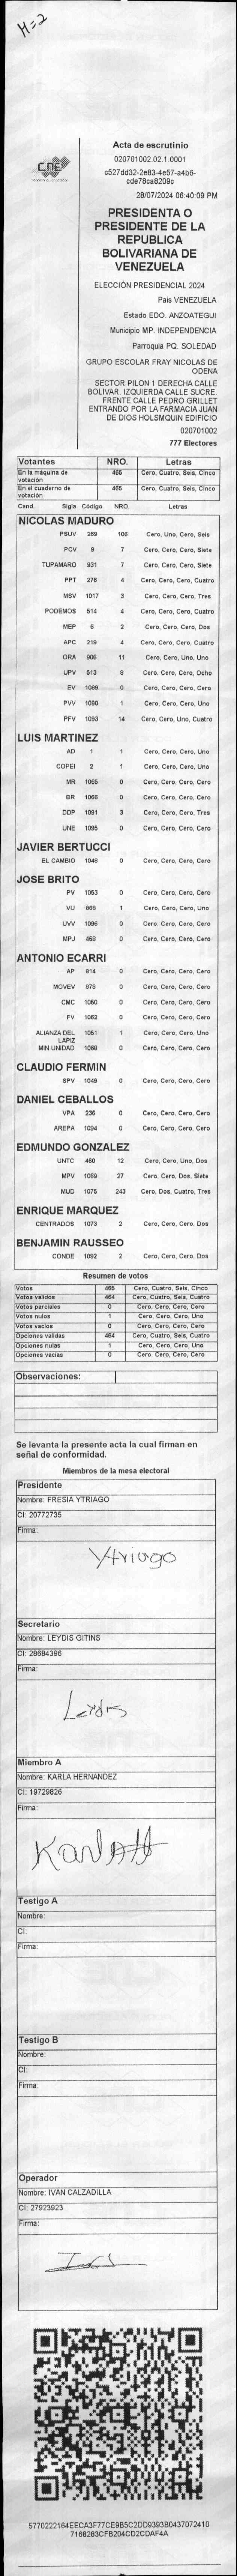 M=2
CNE
Acta de escrutinio
020701002.02.1.0001
c527dd32-2e83-4e57-a4b6-
cde78ca8209c
28/07/2024 06:40:09 PM
PRESIDENTA O
PRESIDENTE DE LA
REPUBLICA
BOLIVARIANA DE
VENEZUELA
ELECCIÓN PRESIDENCIAL 2024
Pais VENEZUELA
Estado EDO. ANZOATEGUI
Municipio MP. INDEPENDENCIA
Parroquia PQ. SOLEDAD
GRUPO ESCOLAR FRAY NICOLAS DE
ODENA
SECTOR PILON 1 DERECHA CALLE
BOLIVAR. IZQUIERDA CALLE SUCRE.
FRENTE CALLE PEDRO GRILLET
ENTRANDO POR LA FARMACIA JUAN
DE DIOS HOLSMQUIN EDIFICIO
020701002
777 Electores
Votantes NRO. Letras
En la máquina de votación 465 Cero, Cuatro, Seis, Cinco
En el cuaderno de votación 465 Cero, Cuatro, Seis, Cinco
Cand. Sigla Código NRO. Letras
NICOLAS MADURO
PSUV 269 106 Cero, Uno, Cero, Seis
PCV 9 7 Cero, Cero, Cero, Siete
TUPAMARO 931 7 Cero, Cero, Cero, Siete
PPT 276 4 Cero, Cero, Cero, Cuatro
MSV 1017 3 Cero, Cero, Cero, Tres
PODEMOS 514 4 Cero, Cero, Cero, Cuatro
MEP 6 2 Cero, Cero, Cero, Dos
APC 219 4 Cero, Cero, Cero, Cuatro
ORA 906 11 Cero, Cero, Uno, Uno
UPV 513 8 Cero, Cero, Cero, Ocho
EV 1089 0 Cero, Cero, Cero, Cero
PVV 1090 1 Cero, Cero, Cero, Uno
PFV 1093 14 Cero, Cero, Uno, Cuatro
LUIS MARTINEZ
AD 1 1 Cero, Cero, Cero, Uno
COPEI 2 1 Cero, Cero, Cero, Uno
MR 1065 0 Cero, Cero, Cero, Cero
BR 1066 0 Cero, Cero, Cero, Cero
DDP 1091 3 Cero, Cero, Cero, Tres
UNE 1095 0 Cero, Cero, Cero, Cero
JAVIER BERTUCCI
EL CAMBIO 1048 0 Cero, Cero, Cero, Cero
JOSE BRITO
PV 1053 0 Cero, Cero, Cero, Cero
VU 868 1 Cero, Cero, Cero, Uno
UVV 1096 0 Cero, Cero, Cero, Cero
MPJ 458 0 Cero, Cero, Cero, Cero
ANTONIO ECARRI
AP 814 0 Cero, Cero, Cero, Cero
MOVEV 978 0 Cero, Cero, Cero, Cero
CMC 1050 0 Cero, Cero, Cero, Cero
FV 1062 0 Cero, Cero, Cero, Cero
ALIANZA DEL LAPIZ 1051 1 Cero, Cero, Cero, Uno
MIN UNIDAD 1068 0 Cero, Cero, Cero, Cero
CLAUDIO FERMIN
SPV 1049 0 Cero, Cero, Cero, Cero
DANIEL CEBALLOS
VPA 236 0 Cero, Cero, Cero, Cero
AREPA 1094 0 Cero, Cero, Cero, Cero
EDMUNDO GONZALEZ
UNTC 460 12 Cero, Cero, Uno, Dos
MPV 1069 27 Cero, Cero, Dos, Siete
MUD 1075 243 Cero, Dos, Cuatro, Tres
ENRIQUE MARQUEZ
CENTRADOS 1073 2 Cero, Cero, Cero, Dos
BENJAMIN RAUSSEO
CONDE 1092 2 Cero, Cero, Cero, Dos
Resumen de votos
Votos 465 Cero, Cuatro, Seis, Cinco
Votos validos 464 Cero, Cuatro, Seis, Cuatro
Votos parciales 0 Cero, Cero, Cero, Cero
Votos nulos 1 Cero, Cero, Cero, Uno
Votos vacios 0 Cero, Cero, Cero, Cero
Opciones validas 464 Cero, Cuatro, Seis, Cuatro
Opciones nulas 1 Cero, Cero, Cero, Uno
Opciones vacias 0 Cero, Cero, Cero, Cero
Observaciones:
Se levanta la presente acta la cual firman en
señal de conformidad.
Miembros de la mesa electoral
Presidente
Nombre: FRESIA YTRIAGO
CI: 20772735
Firma:
Ytriago
Secretario
Nombre: LEYDIS GITINS
CI: 28684396
Firma:
Leydis
Miembro A
Nombre: KARLA HERNANDEZ
CI: 19729826
Firma:
Testigo A
Nombre:
CI:
Firma:
Testigo B
Nombre:
CI:
Firma:
Operador
Nombre: IVAN CALZADILLA
CI: 27923923
Firma:
5770222164EECA3F77CE9B5C2DD9393B0437072410
7168283CFB204CD2CDAF4A